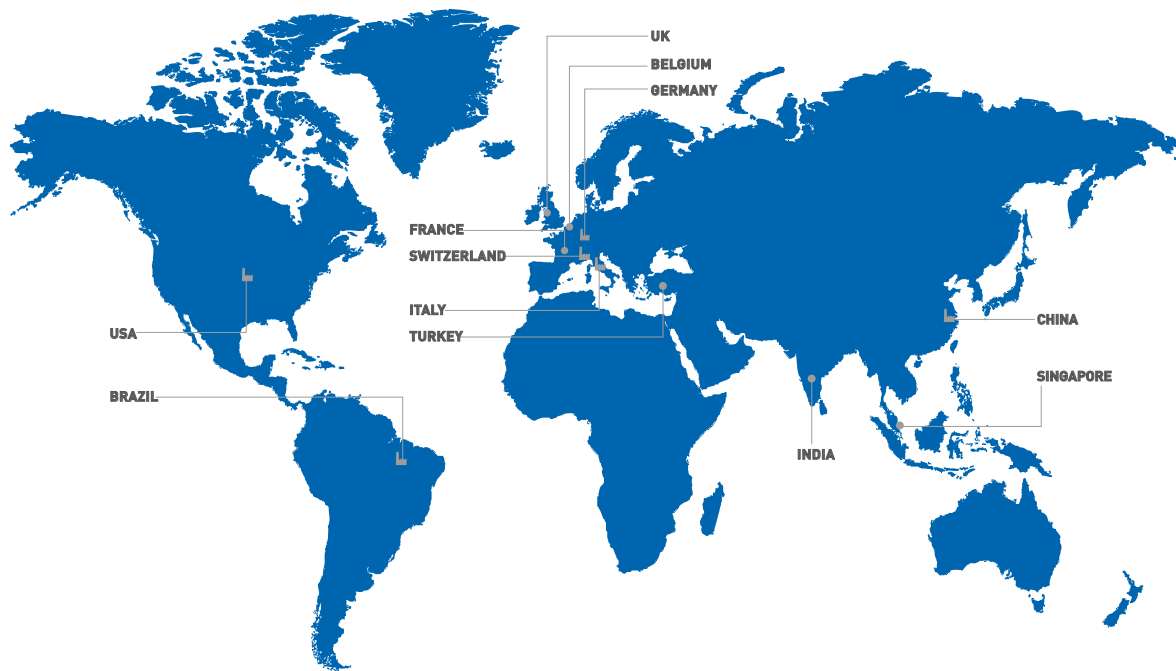 UK
BELGIUM
GERMANY
FRANCE
SWITZERLAND
ITALY
TURKEY
USA
BRAZIL
CHINA
SINGAPORE
INDIA